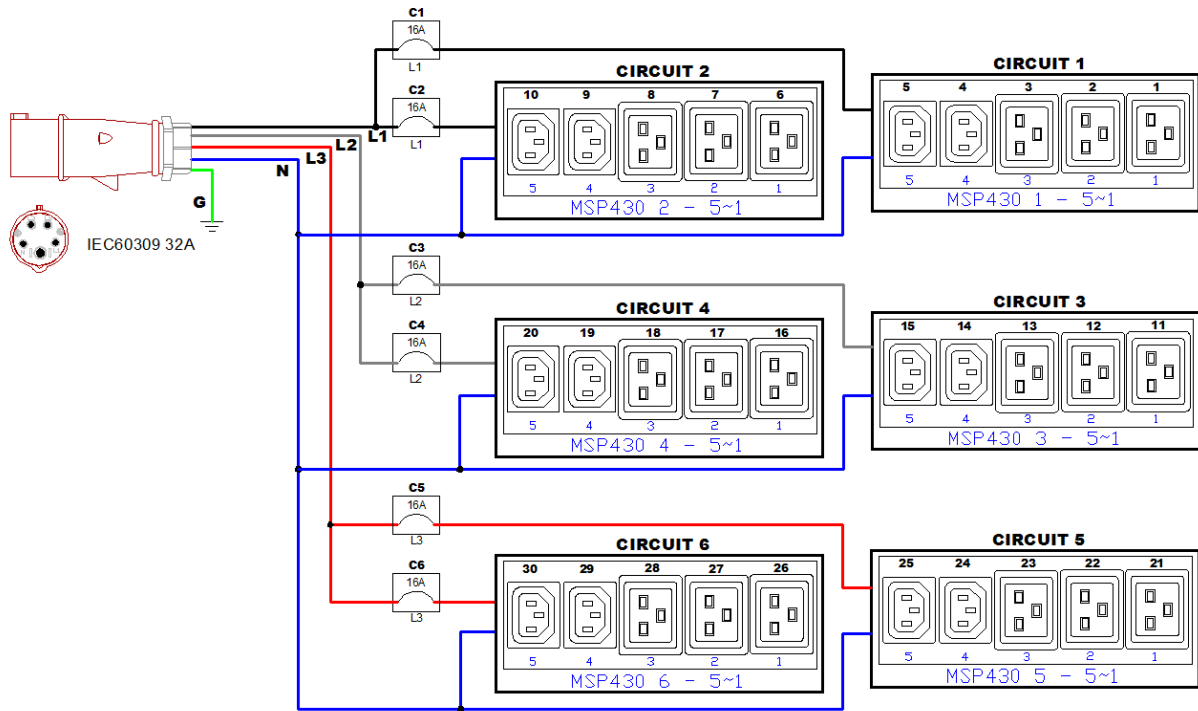 C1
16A
L1
CIRCUIT 2
CIRCUIT 1
C2
16A
L1
10 9 8 7 6
5 4 3 2 1
L1
L2
L3
N
G
5 4 3 2 1
MSP430 2 - 5~1
5 4 3 2 1
MSP430 1 - 5~1
IEC60309 32A
C3
16A
L2
CIRCUIT 4
CIRCUIT 3
C4
16A
L2
20 19 18 17 16
15 14 13 12 11
5 4 3 2 1
MSP430 4 - 5~1
5 4 3 2 1
MSP430 3 - 5~1
C5
16A
L3
CIRCUIT 6
CIRCUIT 5
C6
16A
L3
30 29 28 27 26
25 24 23 22 21
5 4 3 2 1
MSP430 6 - 5~1
5 4 3 2 1
MSP430 5 - 5~1